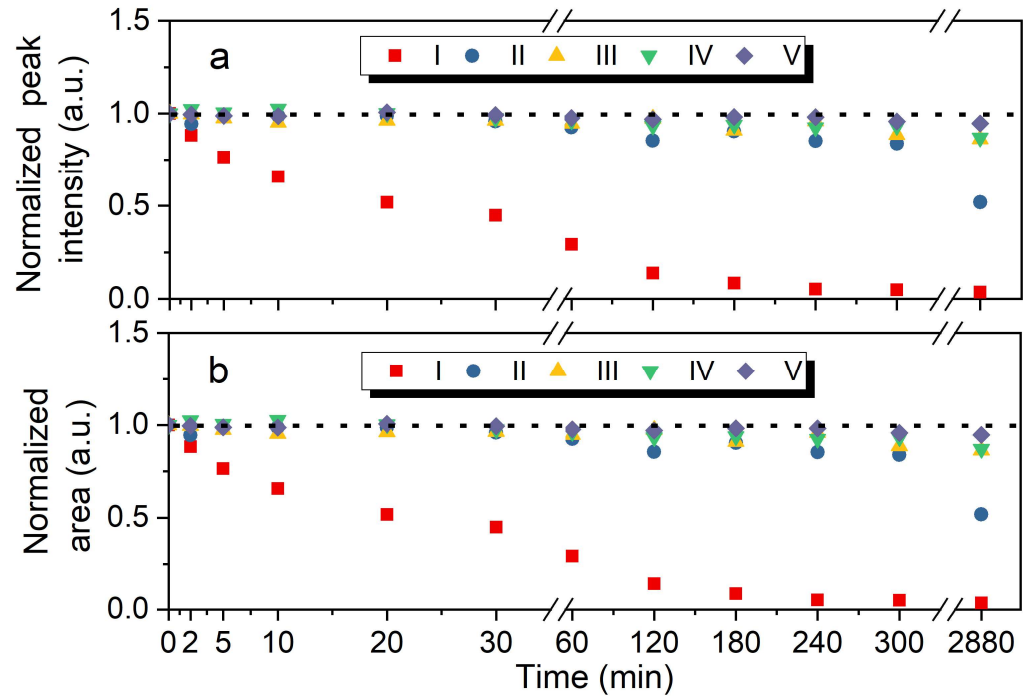 Normalized peak
intensity (a.u.)
1.5
1.0
0.5
0.0
a
I II III IV V
Normalized
area (a.u.)
1.5
1.0
0.5
0.0
b
I II III IV V
0 2 5 10 20 30 60 120 180 240 300 2880
Time (min)